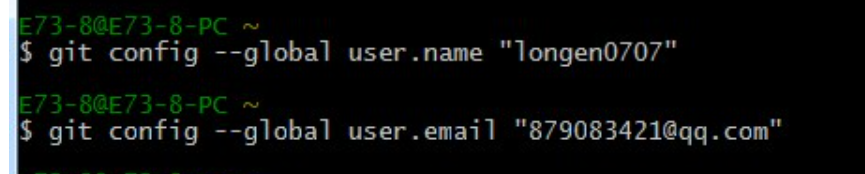 E73-8@E73-8-PC ~
$ git config --global user.name "longen0707"
E73-8@E73-8-PC ~
$ git config --global user.email "879083421@qq.com"